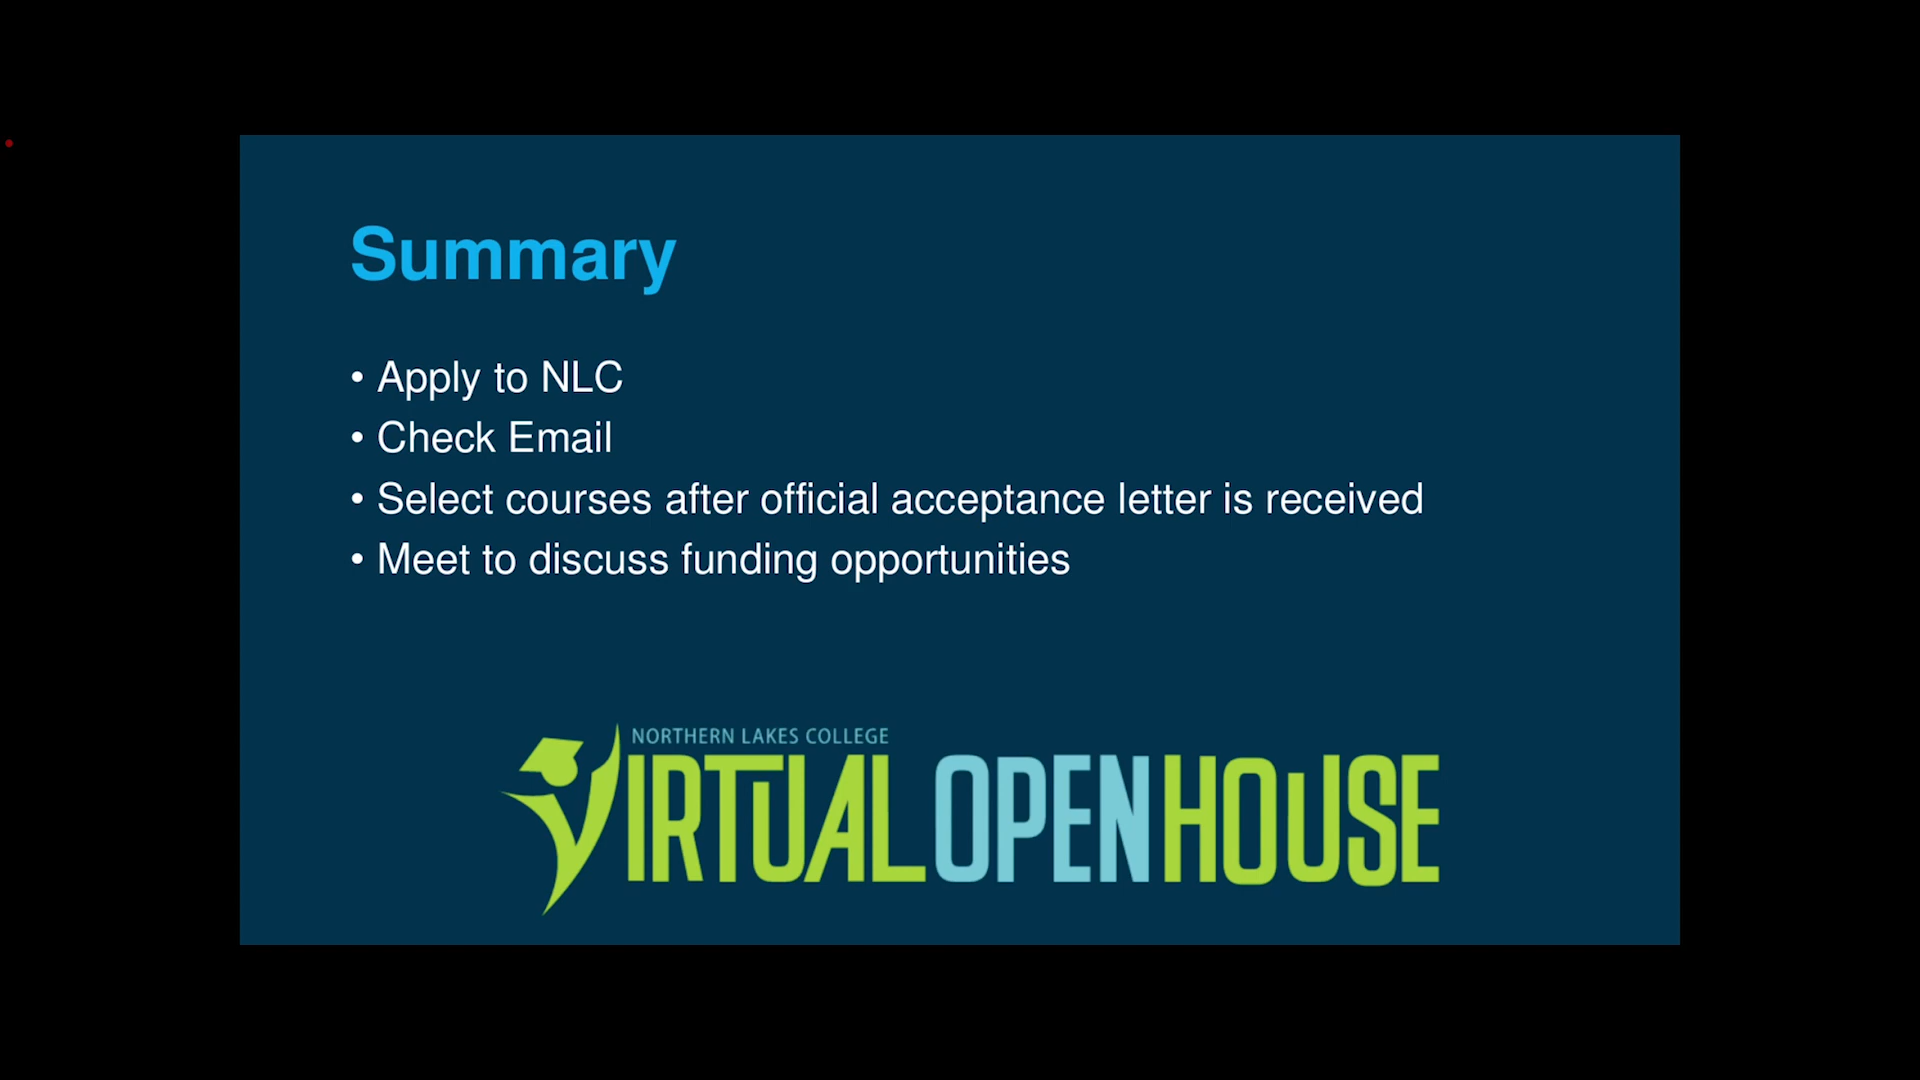 Summary
• Apply to NLC
• Check Email
• Select courses after official acceptance letter is received
• Meet to discuss funding opportunities
NORTHERN LAKES COLLEGE
VIRTUAL OPEN HOUSE